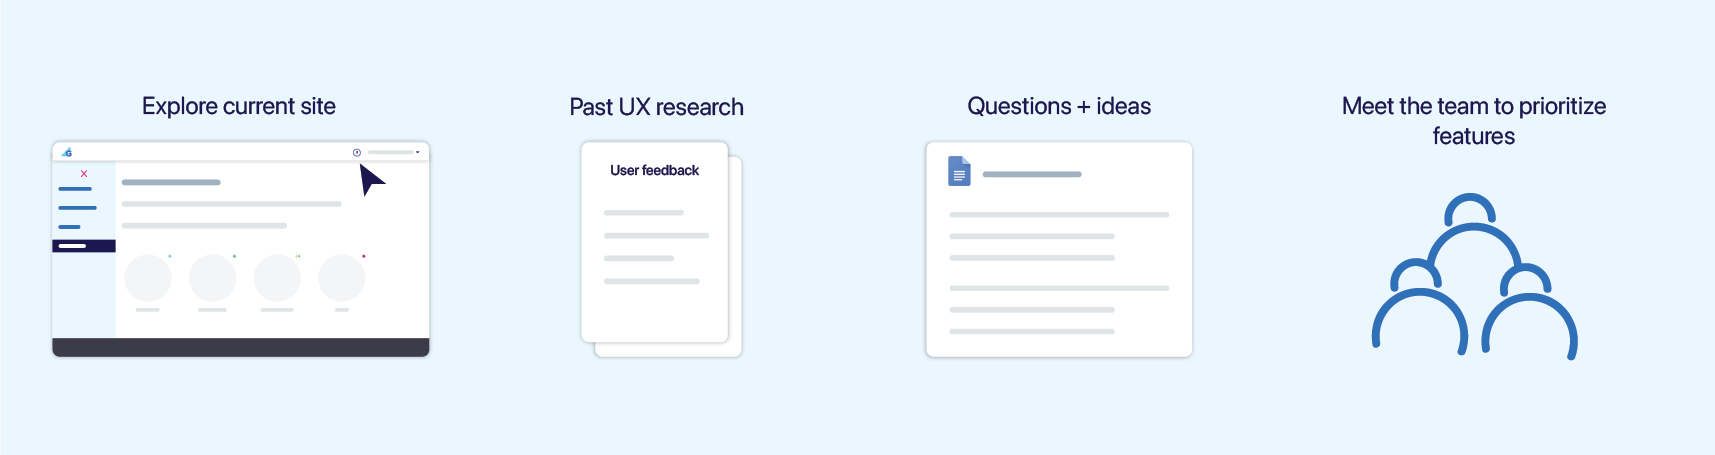 Explore current site
Past UX research
Questions + ideas
Meet the team to prioritize
features
G
User feedback